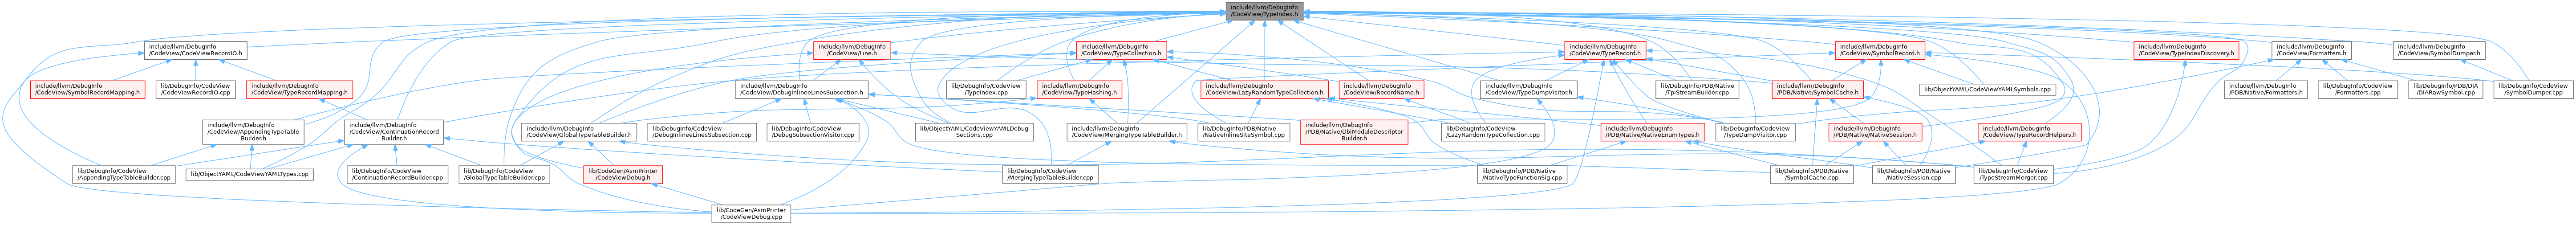 include/llvm/DebugInfo
/CodeView/TypeIndex.h
include/llvm/DebugInfo
/CodeView/CodeViewRecordIO.h
include/llvm/DebugInfo
/CodeView/Line.h
include/llvm/DebugInfo
/CodeView/TypeCollection.h
include/llvm/DebugInfo
/CodeView/TypeRecord.h
include/llvm/DebugInfo
/CodeView/SymbolRecord.h
include/llvm/DebugInfo
/CodeView/TypeIndexDiscovery.h
include/llvm/DebugInfo
/CodeView/Formatters.h
include/llvm/DebugInfo
/CodeView/SymbolDumper.h
include/llvm/DebugInfo
/CodeView/SymbolRecordMapping.h
lib/DebugInfo/CodeView
/CodeViewRecordIO.cpp
include/llvm/DebugInfo
/CodeView/TypeRecordMapping.h
include/llvm/DebugInfo
/CodeView/DebugInlineeLinesSubsection.h
lib/DebugInfo/CodeView
/TypeIndex.cpp
include/llvm/DebugInfo
/CodeView/TypeHashing.h
include/llvm/DebugInfo
/CodeView/LazyRandomTypeCollection.h
include/llvm/DebugInfo
/CodeView/RecordName.h
include/llvm/DebugInfo
/CodeView/TypeDumpVisitor.h
lib/DebugInfo/PDB/Native
/TpiStreamBuilder.cpp
include/llvm/DebugInfo
/PDB/Native/SymbolCache.h
lib/ObjectYAML/CodeViewYAMLSymbols.cpp
include/llvm/DebugInfo
/PDB/Native/Formatters.h
lib/DebugInfo/CodeView
/Formatters.cpp
lib/DebugInfo/PDB/DIA
/DIARawSymbol.cpp
lib/DebugInfo/CodeView
/SymbolDumper.cpp
include/llvm/DebugInfo
/CodeView/AppendingTypeTable
Builder.h
include/llvm/DebugInfo
/CodeView/ContinuationRecord
Builder.h
include/llvm/DebugInfo
/CodeView/GlobalTypeTableBuilder.h
lib/DebugInfo/CodeView
/DebugInlineeLinesSubsection.cpp
lib/DebugInfo/CodeView
/DebugSubsectionVisitor.cpp
lib/ObjectYAML/CodeViewYAMLDebug
Sections.cpp
include/llvm/DebugInfo
/CodeView/MergingTypeTableBuilder.h
lib/DebugInfo/PDB/Native
/NativeInlineSiteSymbol.cpp
include/llvm/DebugInfo
/PDB/Native/DbiModuleDescriptor
Builder.h
lib/DebugInfo/CodeView
/LazyRandomTypeCollection.cpp
include/llvm/DebugInfo
/PDB/Native/NativeEnumTypes.h
lib/DebugInfo/CodeView
/TypeDumpVisitor.cpp
include/llvm/DebugInfo
/PDB/Native/NativeSession.h
include/llvm/DebugInfo
/CodeView/TypeRecordHelpers.h
lib/DebugInfo/CodeView
/AppendingTypeTableBuilder.cpp
lib/ObjectYAML/CodeViewYAMLTypes.cpp
lib/DebugInfo/CodeView
/ContinuationRecordBuilder.cpp
lib/DebugInfo/CodeView
/GlobalTypeTableBuilder.cpp
lib/CodeGen/AsmPrinter
/CodeViewDebug.h
lib/DebugInfo/CodeView
/MergingTypeTableBuilder.cpp
lib/DebugInfo/PDB/Native
/NativeTypeFunctionSig.cpp
lib/DebugInfo/PDB/Native
/SymbolCache.cpp
lib/DebugInfo/PDB/Native
/NativeSession.cpp
lib/DebugInfo/CodeView
/TypeStreamMerger.cpp
lib/CodeGen/AsmPrinter
/CodeViewDebug.cpp